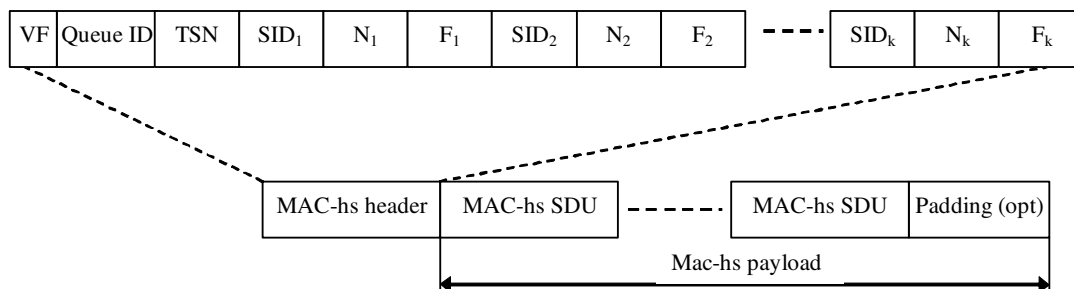 VF Queue ID TSN SID₁ N₁ F₁ SID₂ N₂ F₂ SIDₖ Nₖ Fₖ
MAC-hs header MAC-hs SDU MAC-hs SDU Padding (opt)
Mac-hs payload